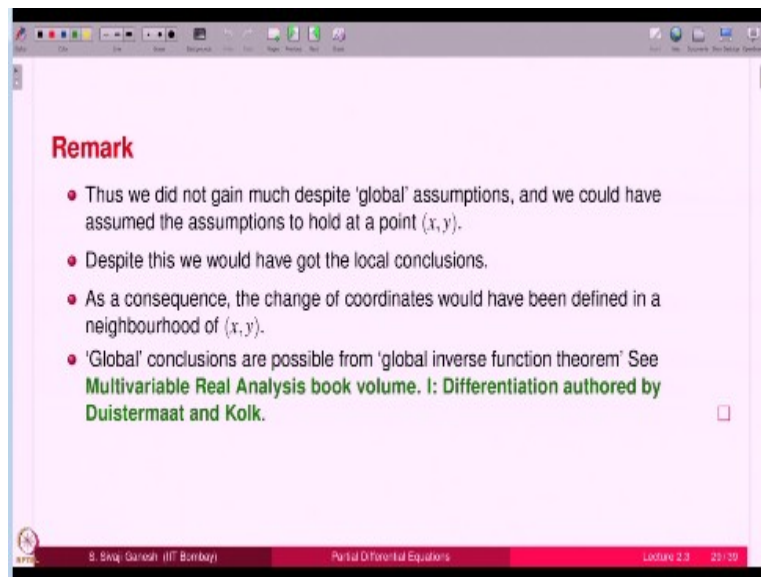 Remark
Thus we did not gain much despite ‘global’ assumptions, and we could have
assumed the assumptions to hold at a point (x, y).
Despite this we would have got the local conclusions.
As a consequence, the change of coordinates would have been defined in a
neighbourhood of (x, y).
‘Global’ conclusions are possible from ‘global inverse function theorem’ See
Multivariable Real Analysis book volume. I: Differentiation authored by
Duistermaat and Kolk.
S. Sivaji Ganesh (IIT Bombay) Partial Differential Equations Lecture 2.3